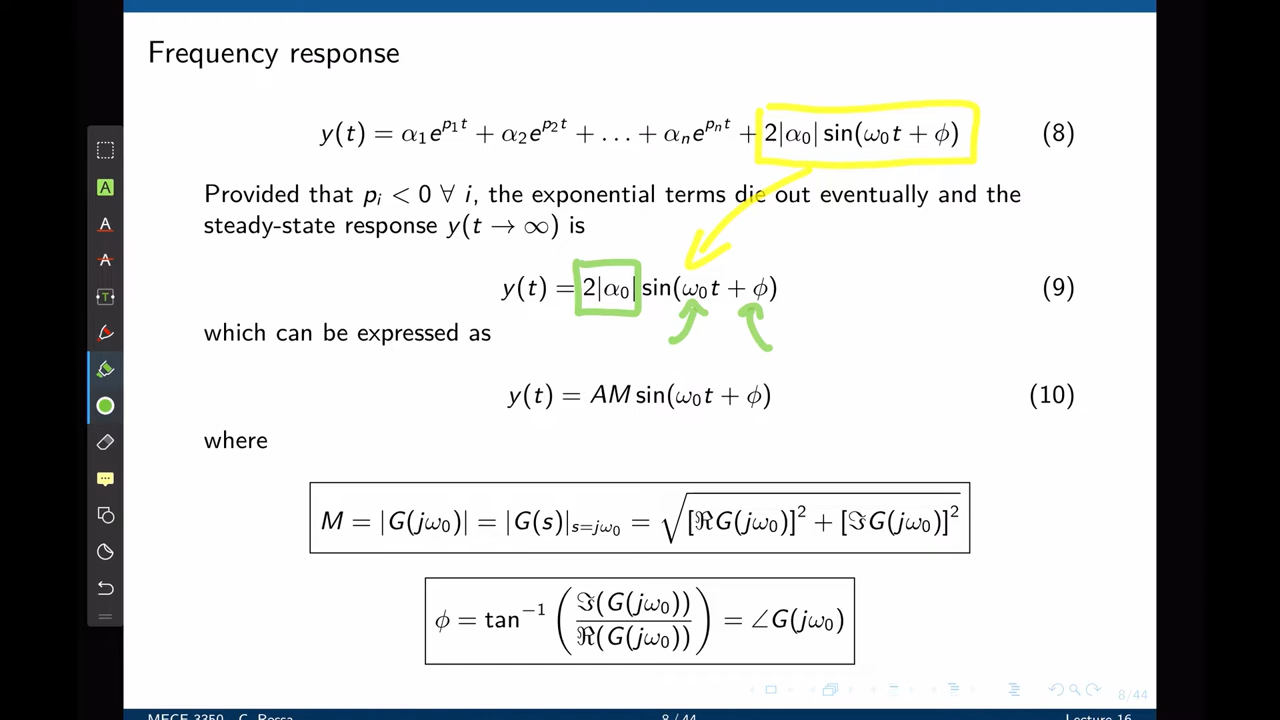 Frequency response
y(t) = α₁e^{p₁t} + α₂e^{p₂t} + . . . + αₙe^{pₙt} + 2|α₀| sin(ω₀t + ϕ) (8)
Provided that pᵢ < 0 ∀ i, the exponential terms die out eventually and the
steady-state response y(t → ∞) is
y(t) = 2|α₀| sin(ω₀t + ϕ) (9)
which can be expressed as
y(t) = AM sin(ω₀t + ϕ) (10)
where
M = |G(jω₀)| = |G(s)|_{s=jω₀} = √([ℜG(jω₀)]² + [ℑG(jω₀)]²)
ϕ = tan⁻¹ (ℑ(G(jω₀)) / ℜ(G(jω₀))) = ∠G(jω₀)
8/44
MECE 3350 C. Rossa 8 / 44 Lecture 16